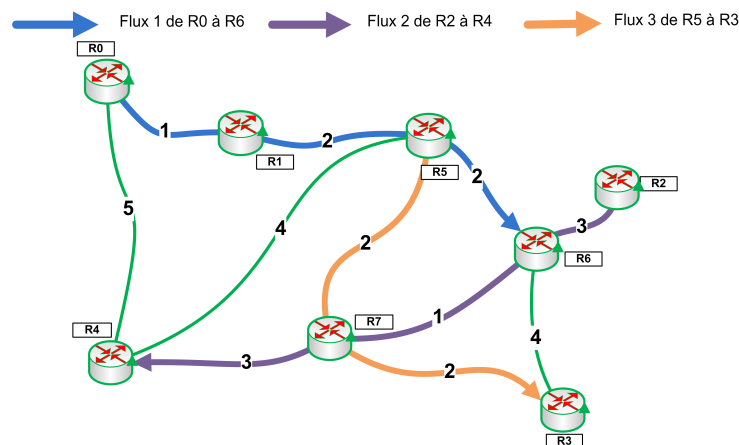 Flux 1 de R0 à R6
Flux 2 de R2 à R4
Flux 3 de R5 à R3
R0
1
R1
2
R5
2
R2
3
R6
5
4
2
R7
1
R4
3
2
4
R3